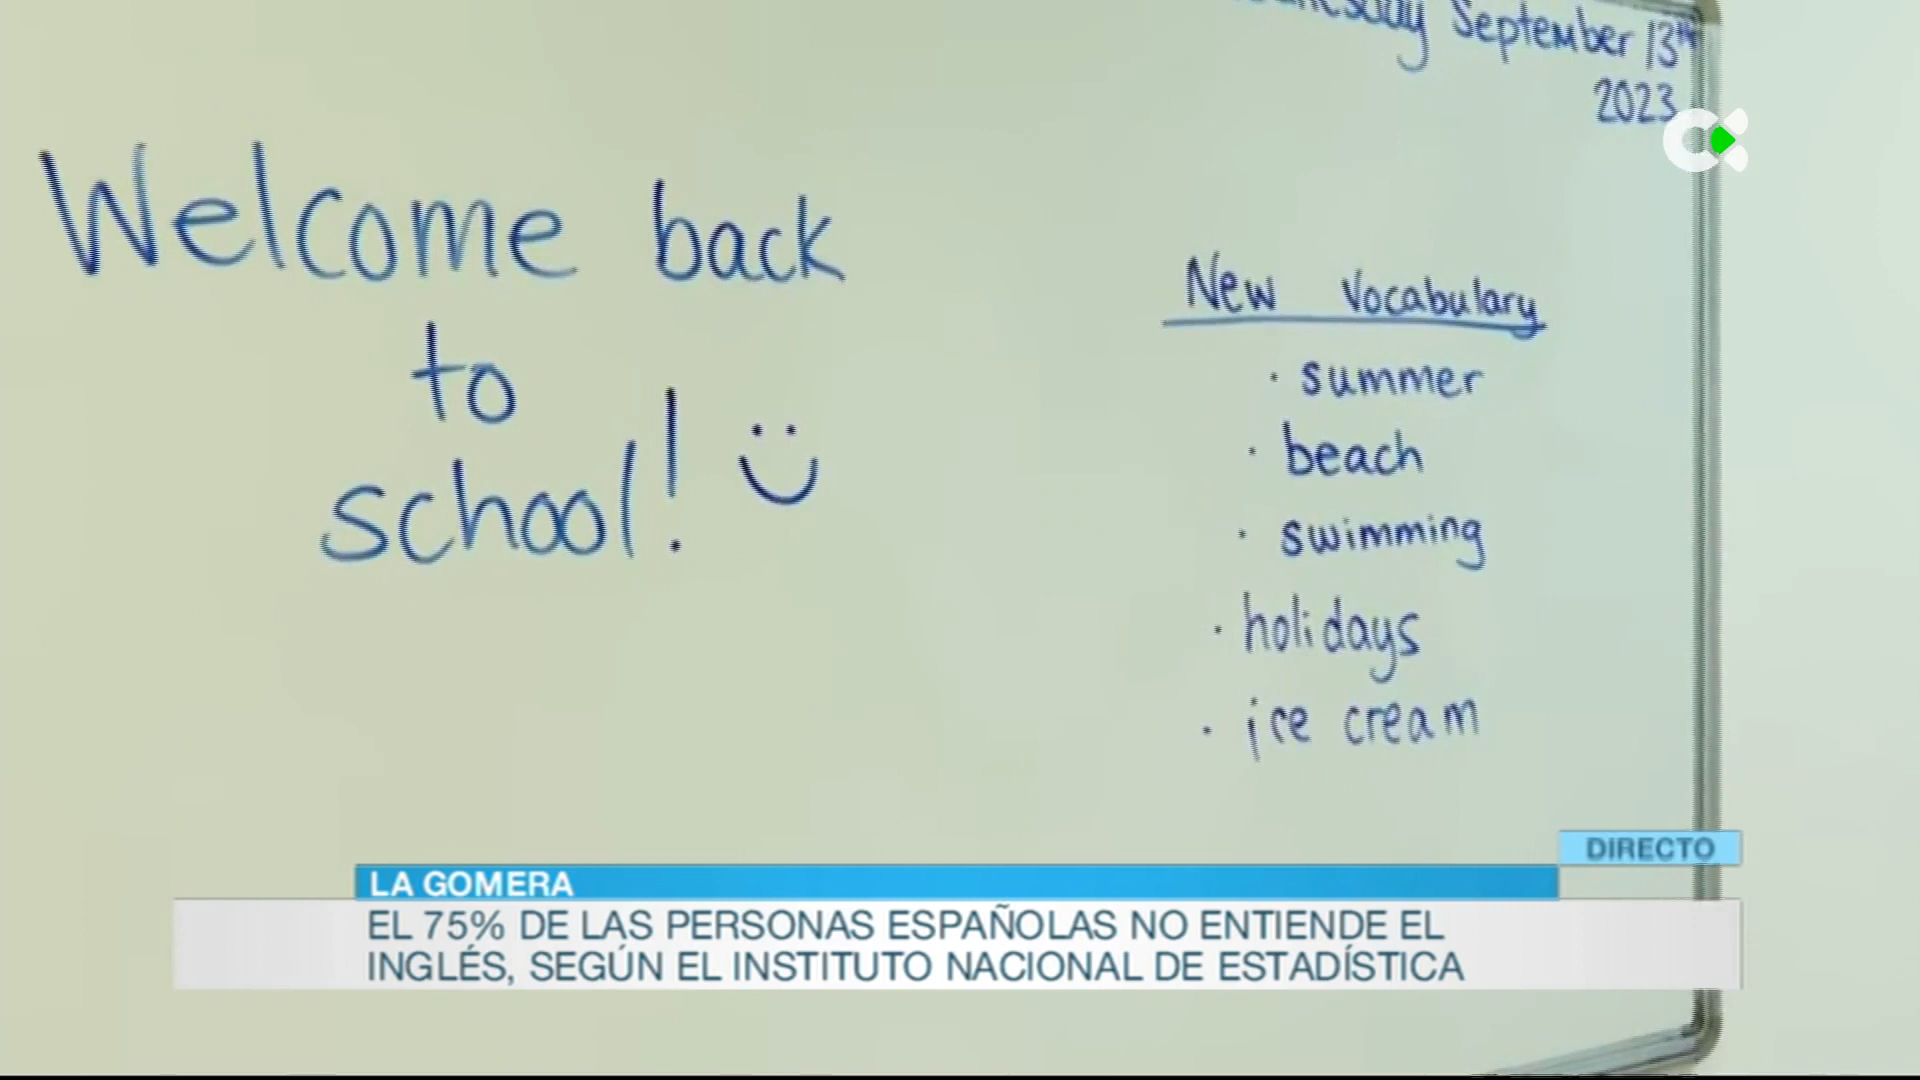 September 13th
2023
Welcome back
to
school!
New Vocabulary
· summer
· beach
· swimming
· holidays
· ice cream
DIRECTO
LA GOMERA
EL 75% DE LAS PERSONAS ESPAÑOLAS NO ENTIENDE EL
INGLÉS, SEGÚN EL INSTITUTO NACIONAL DE ESTADÍSTICA